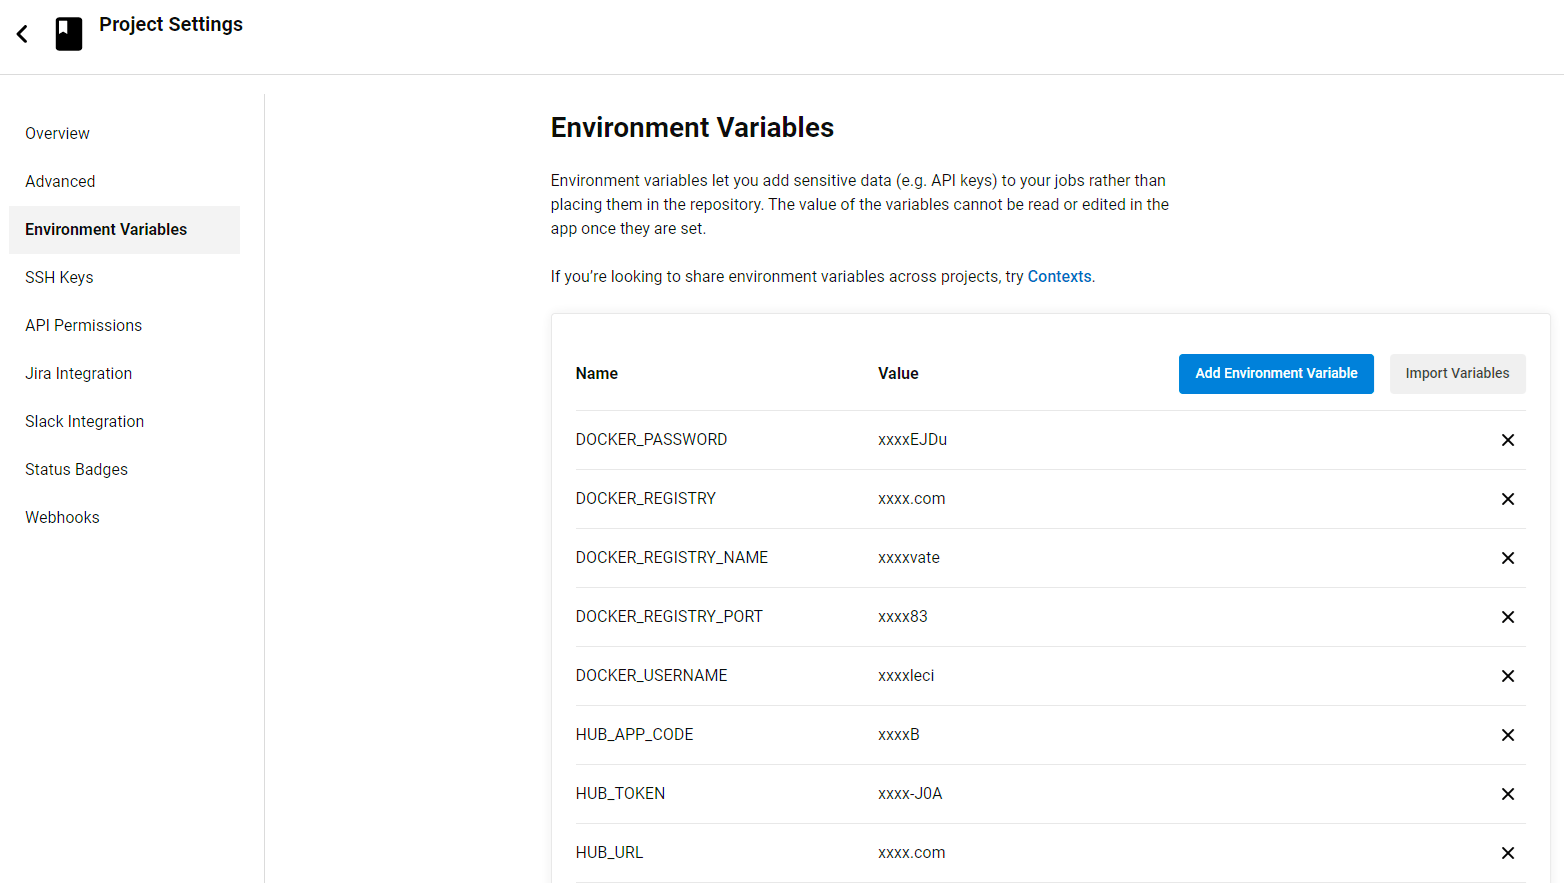 Project Settings
Overview
Advanced
Environment Variables
SSH Keys
API Permissions
Jira Integration
Slack Integration
Status Badges
Webhooks
Environment Variables
Environment variables let you add sensitive data (e.g. API keys) to your jobs rather than
placing them in the repository. The value of the variables cannot be read or edited in the
app once they are set.
If you’re looking to share environment variables across projects, try Contexts.
Name Value Add Environment Variable Import Variables
DOCKER_PASSWORD xxxxEJDu
DOCKER_REGISTRY xxxx.com
DOCKER_REGISTRY_NAME xxxxvate
DOCKER_REGISTRY_PORT xxxx83
DOCKER_USERNAME xxxxleci
HUB_APP_CODE xxxxB
HUB_TOKEN xxxx-J0A
HUB_URL xxxx.com